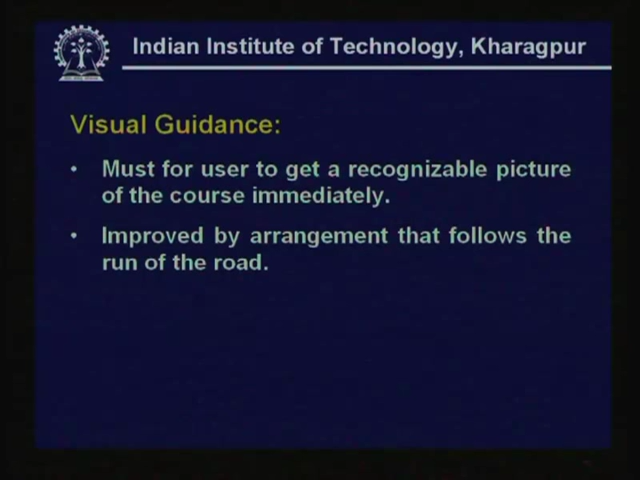 Indian Institute of Technology, Kharagpur
Visual Guidance:
• Must for user to get a recognizable picture
of the course immediately.
• Improved by arrangement that follows the
run of the road.